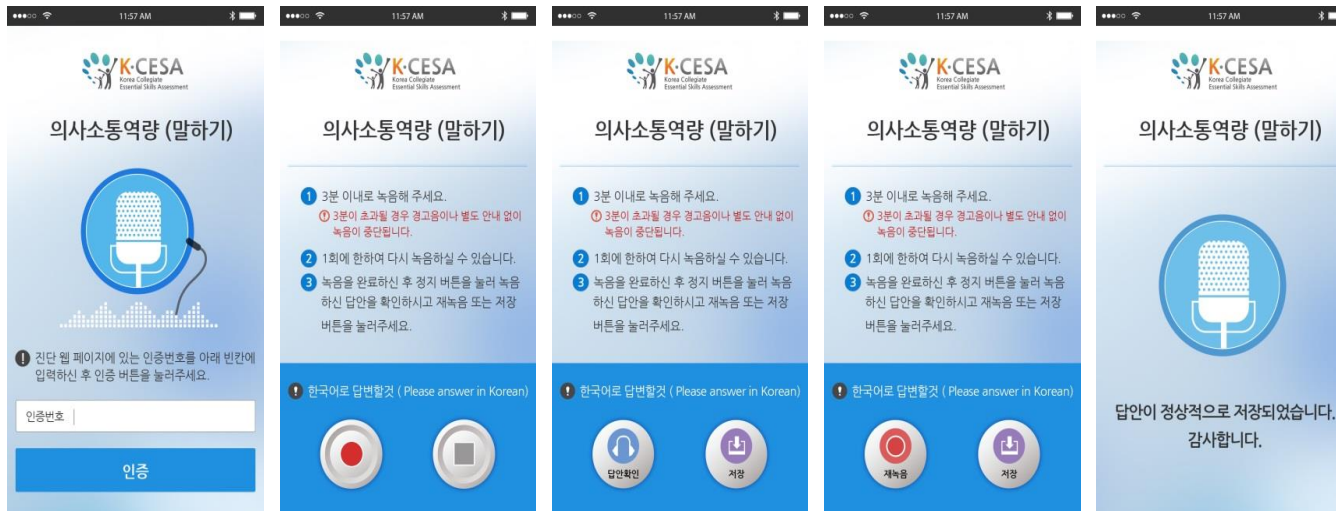 11:57 AM
K·CESA
Korea Collegiate
Essential Skills Assessment
의사소통역량 (말하기)
진단 웹 페이지에 있는 인증번호를 아래 빈칸에
입력하신 후 인증 버튼을 눌러주세요.
인증번호
인증
11:57 AM
K·CESA
Korea Collegiate
Essential Skills Assessment
의사소통역량 (말하기)
1 3분 이내로 녹음해 주세요.
3분이 초과될 경우 경고음이나 별도 안내 없이
녹음이 중단됩니다.
2 1회에 한하여 다시 녹음하실 수 있습니다.
3 녹음을 완료하신 후 정지 버튼을 눌러 녹음
하신 답안을 확인하시고 재녹음 또는 저장
버튼을 눌러주세요.
한국어로 답변할것 ( Please answer in Korean)
11:57 AM
K·CESA
Korea Collegiate
Essential Skills Assessment
의사소통역량 (말하기)
1 3분 이내로 녹음해 주세요.
3분이 초과될 경우 경고음이나 별도 안내 없이
녹음이 중단됩니다.
2 1회에 한하여 다시 녹음하실 수 있습니다.
3 녹음을 완료하신 후 정지 버튼을 눌러 녹음
하신 답안을 확인하시고 재녹음 또는 저장
버튼을 눌러주세요.
한국어로 답변할것 ( Please answer in Korean)
답안확인
저장
11:57 AM
K·CESA
Korea Collegiate
Essential Skills Assessment
의사소통역량 (말하기)
1 3분 이내로 녹음해 주세요.
3분이 초과될 경우 경고음이나 별도 안내 없이
녹음이 중단됩니다.
2 1회에 한하여 다시 녹음하실 수 있습니다.
3 녹음을 완료하신 후 정지 버튼을 눌러 녹음
하신 답안을 확인하시고 재녹음 또는 저장
버튼을 눌러주세요.
한국어로 답변할것 ( Please answer in Korean)
재녹음
저장
11:57 AM
K·CESA
Korea Collegiate
Essential Skills Assessment
의사소통역량 (말하기)
답안이 정상적으로 저장되었습니다.
감사합니다.